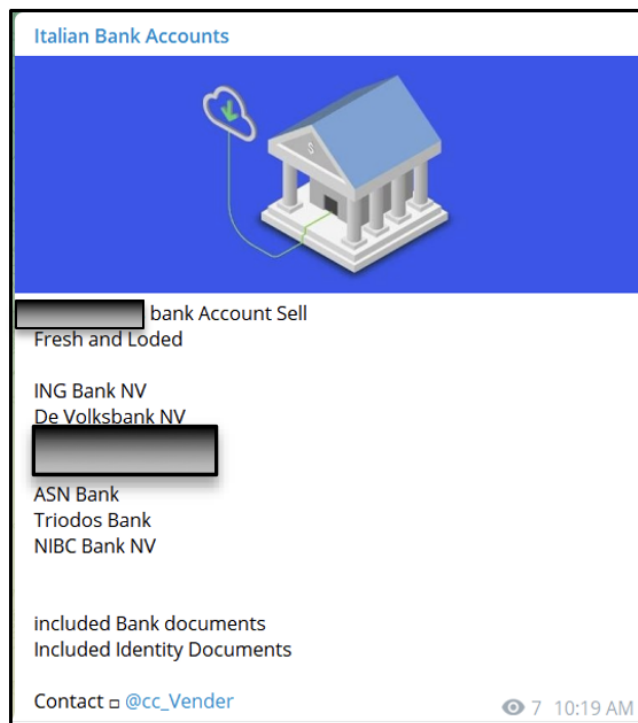 Italian Bank Accounts
$
bank Account Sell
Fresh and Loded
ING Bank NV
De Volksbank NV
ASN Bank
Triodos Bank
NIBC Bank NV
included Bank documents
Included Identity Documents
Contact □ @cc_Vender
7 10:19 AM